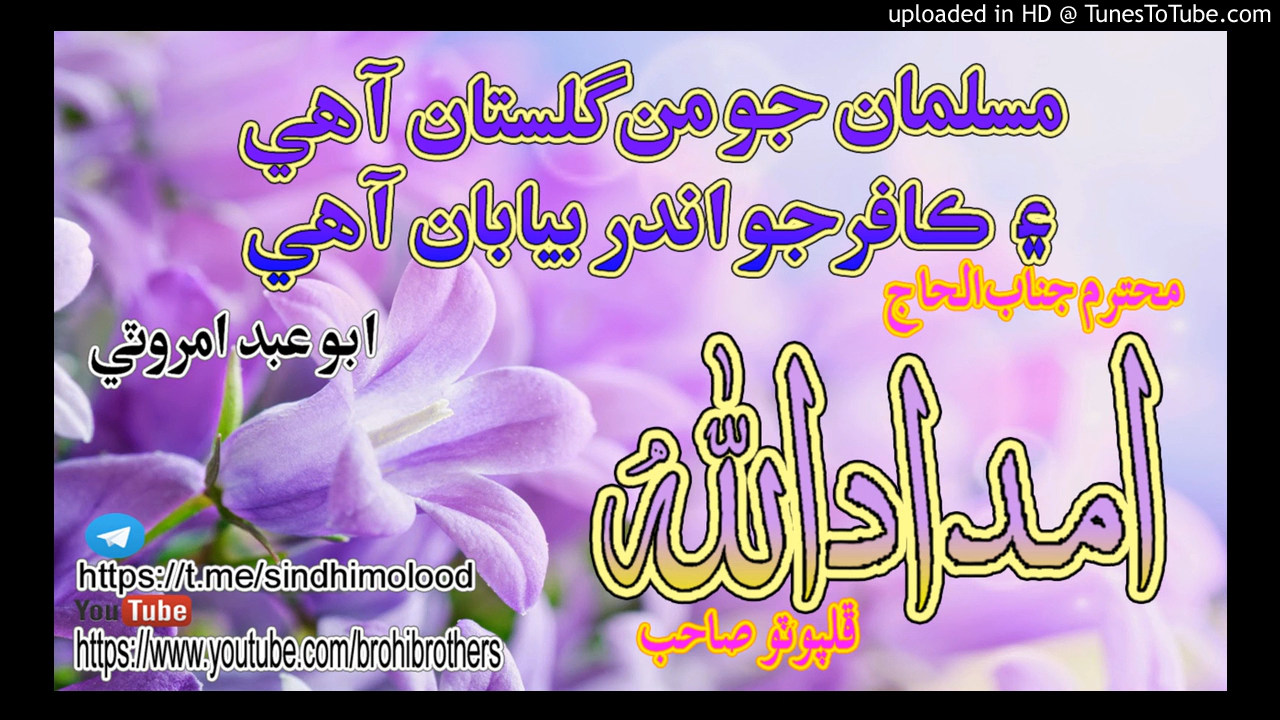 uploaded in HD @ TunesToTube.com
مسلمان جو من گلستان آهي
۽ ڪافر جو اندر بيابان آهي
محترم جناب الحاج
ابو عبد امروٽي
امداد الله
ڦلپوٽو صاحب
https://t.me/sindhimolood
YouTube
https://www.youtube.com/brohibrothers